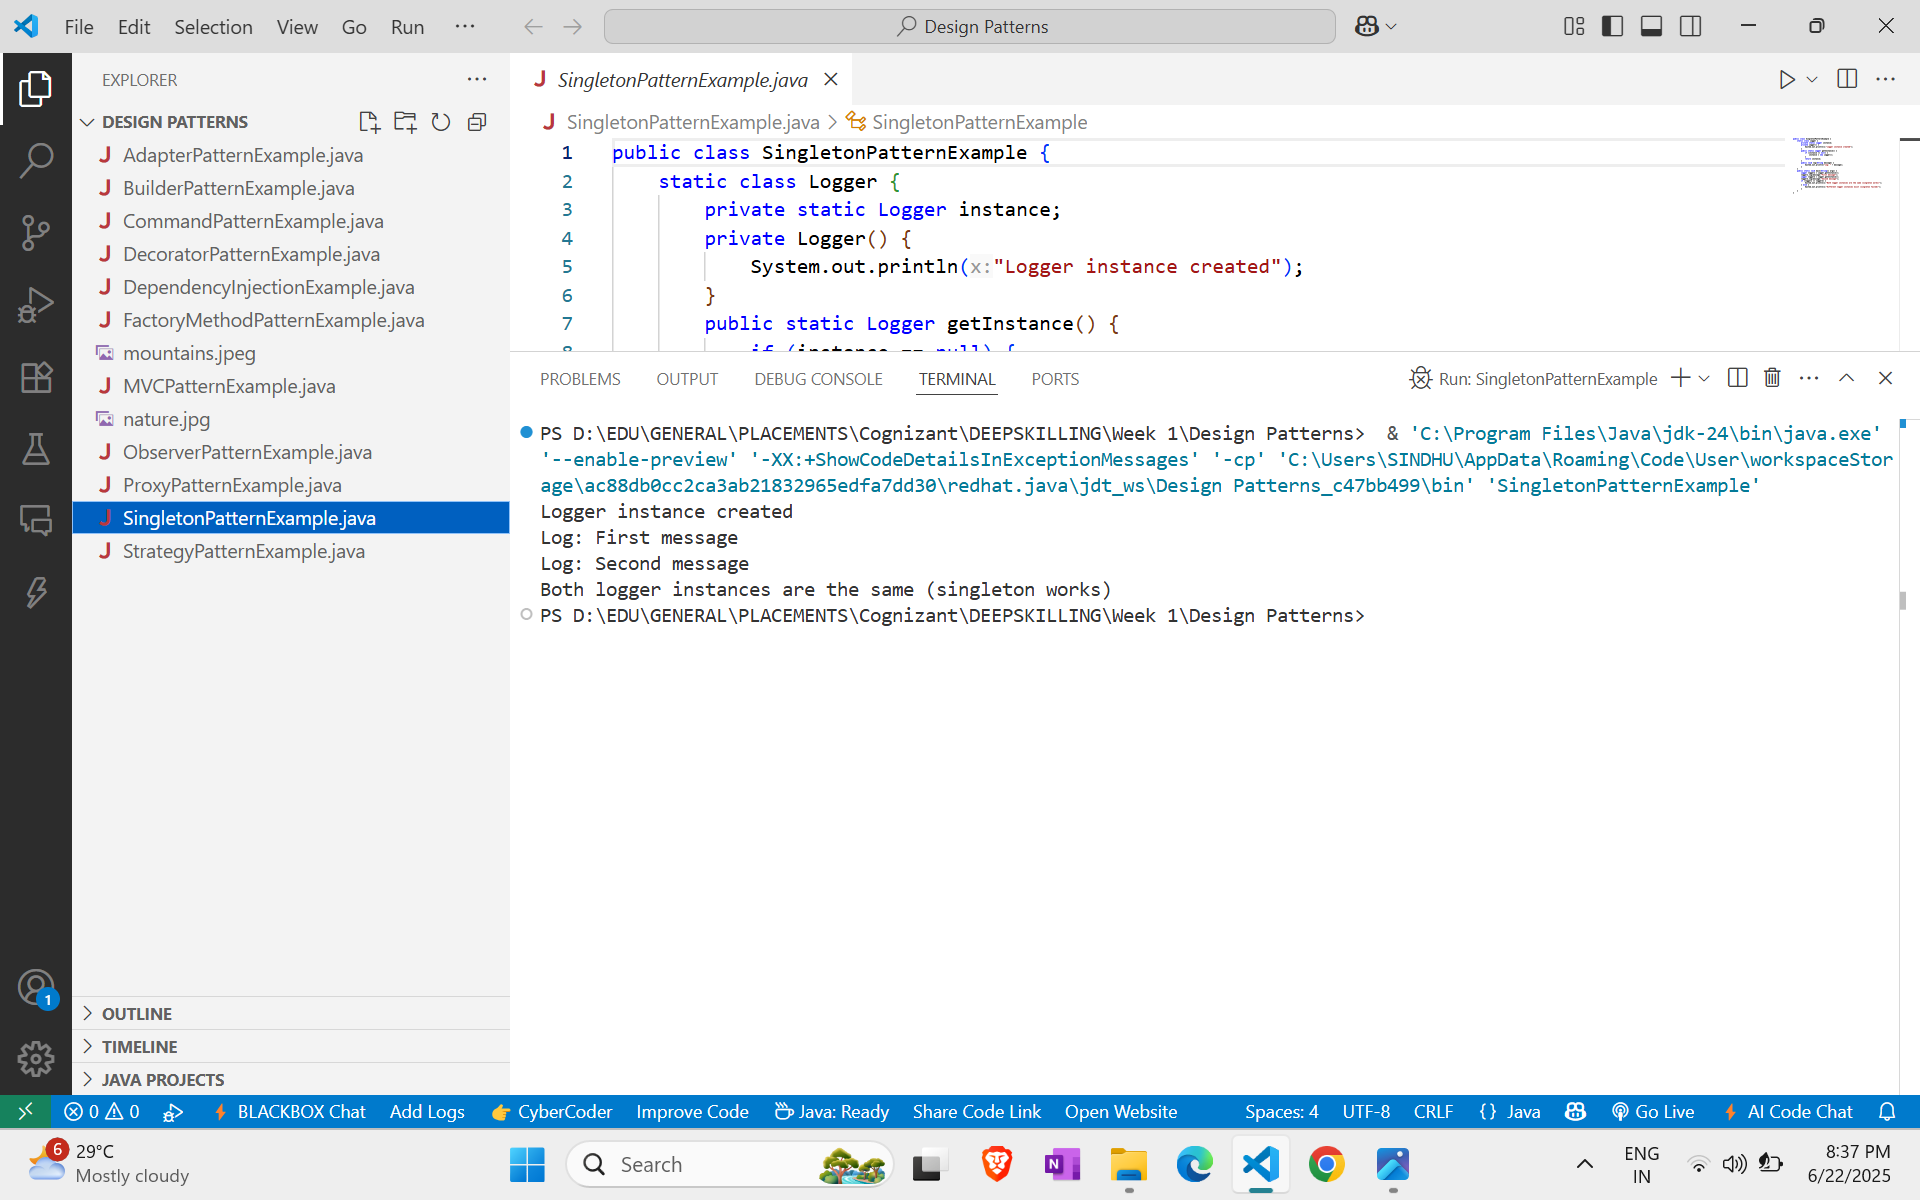 File Edit Selection View Go Run ···
Design Patterns
EXPLORER
DESIGN PATTERNS
AdapterPatternExample.java
BuilderPatternExample.java
CommandPatternExample.java
DecoratorPatternExample.java
DependencyInjectionExample.java
FactoryMethodPatternExample.java
mountains.jpeg
MVCPatternExample.java
nature.jpg
ObserverPatternExample.java
ProxyPatternExample.java
SingletonPatternExample.java
StrategyPatternExample.java
OUTLINE
TIMELINE
JAVA PROJECTS
1
SingletonPatternExample.java
SingletonPatternExample.java > SingletonPatternExample
1 public class SingletonPatternExample {
2 static class Logger {
3 private static Logger instance;
4 private Logger() {
5 System.out.println(x:"Logger instance created");
6 }
7 public static Logger getInstance() {
8 if (instance == null) {
PROBLEMS OUTPUT DEBUG CONSOLE TERMINAL PORTS
Run: SingletonPatternExample
PS D:\EDU\GENERAL\PLACEMENTS\Cognizant\DEEPSKILLING\Week 1\Design Patterns>  & 'C:\Program Files\Java\jdk-24\bin\java.exe'
'--enable-preview' '-XX:+ShowCodeDetailsInExceptionMessages' '-cp' 'C:\Users\SINDHU\AppData\Roaming\Code\User\workspaceStor
age\ac88db0cc2ca3ab21832965edfa7dd30\redhat.java\jdt_ws\Design Patterns_c47bb499\bin' 'SingletonPatternExample'
Logger instance created
Log: First message
Log: Second message
Both logger instances are the same (singleton works)
PS D:\EDU\GENERAL\PLACEMENTS\Cognizant\DEEPSKILLING\Week 1\Design Patterns>
0 0 BLACKBOX Chat Add Logs CyberCoder Improve Code Java: Ready Share Code Link Open Website Spaces: 4 UTF-8 CRLF {} Java Go Live AI Code Chat
6
29°C
Mostly cloudy
Search
N
ENG
IN
8:37 PM
6/22/2025